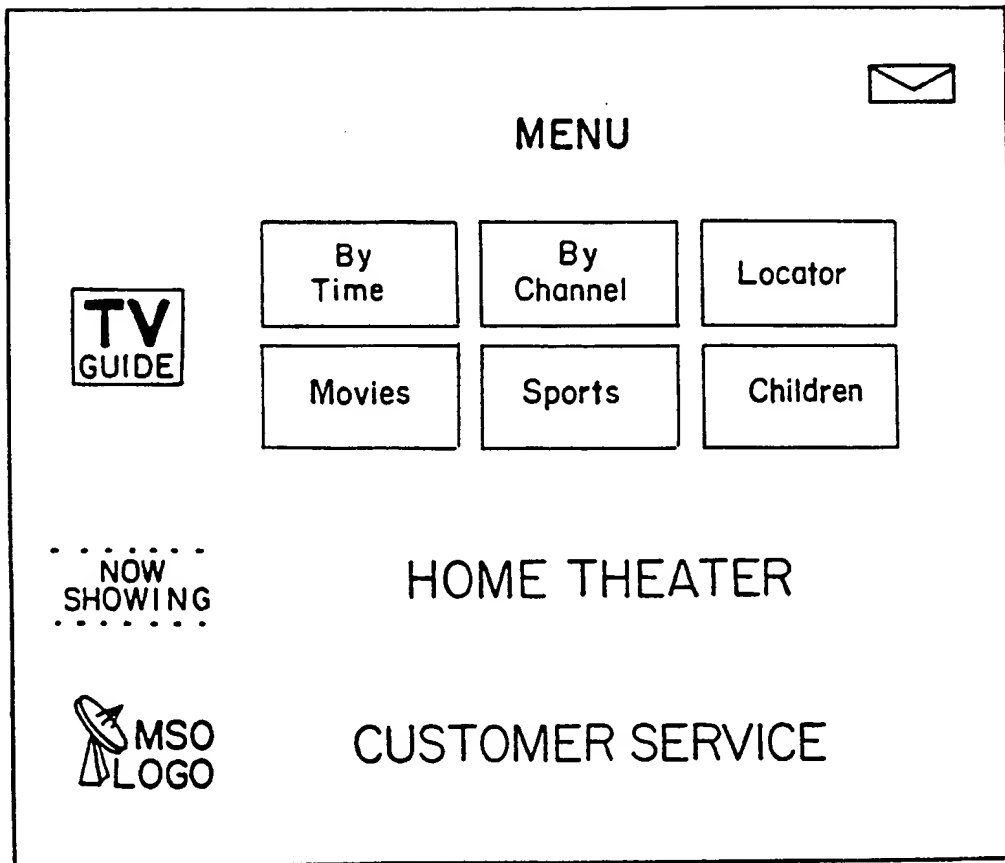 MENU
TV
GUIDE
By
Time
By
Channel
Locator
Movies
Sports
Children
NOW
SHOWING
HOME THEATER
MSO
LOGO
CUSTOMER SERVICE